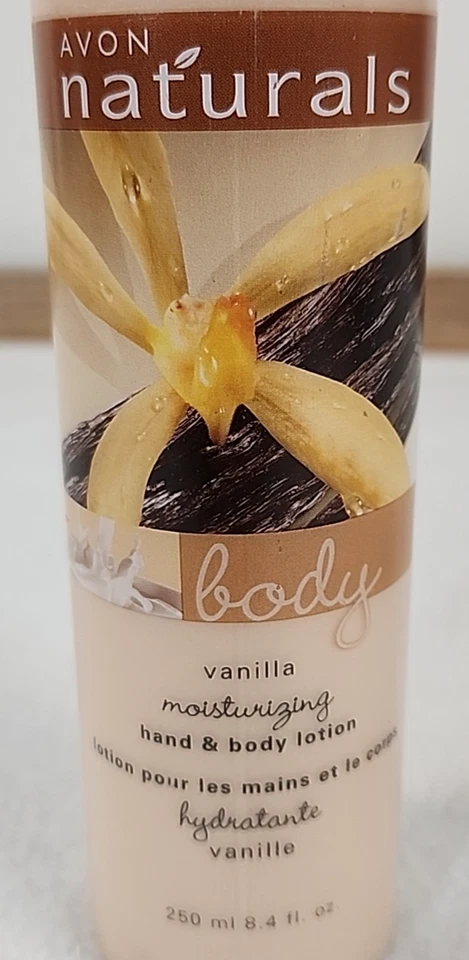 AVON
naturals
body
vanilla
moisturizing
hand & body lotion
lotion pour les mains et le corps
hydratante
vanille
250 ml 8.4 fl. oz